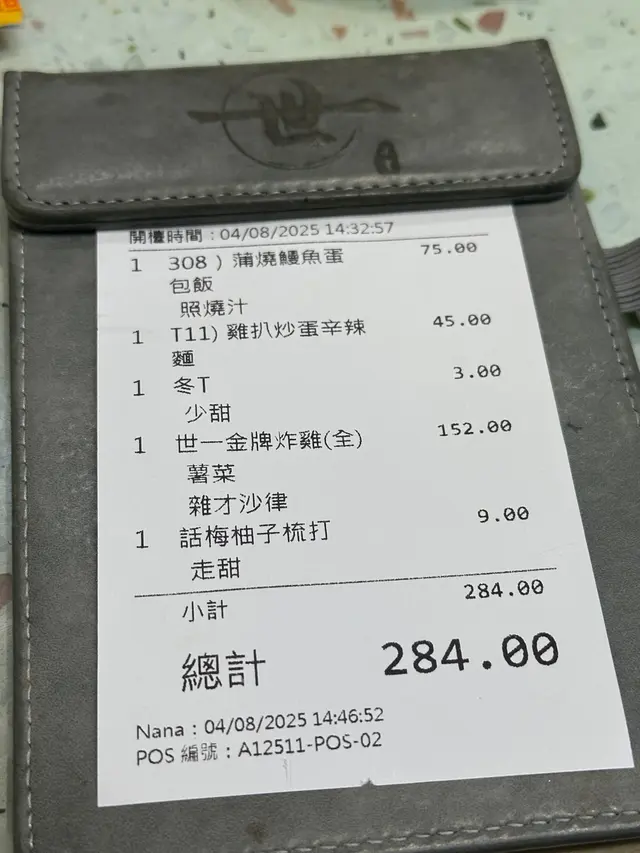 開檯時間：04/08/2025 14:32:57
1 308 ) 蒲燒鰻魚蛋 75.00
包飯
照燒汁
1 T11) 雞扒炒蛋辛辣 45.00
麵
1 冬T 3.00
少甜
1 世一金牌炸雞(全) 152.00
薯菜
雜才沙律
1 話梅柚子梳打 9.00
走甜
小計 284.00
總計 284.00
Nana : 04/08/2025 14:46:52
POS 編號 : A12511-POS-02